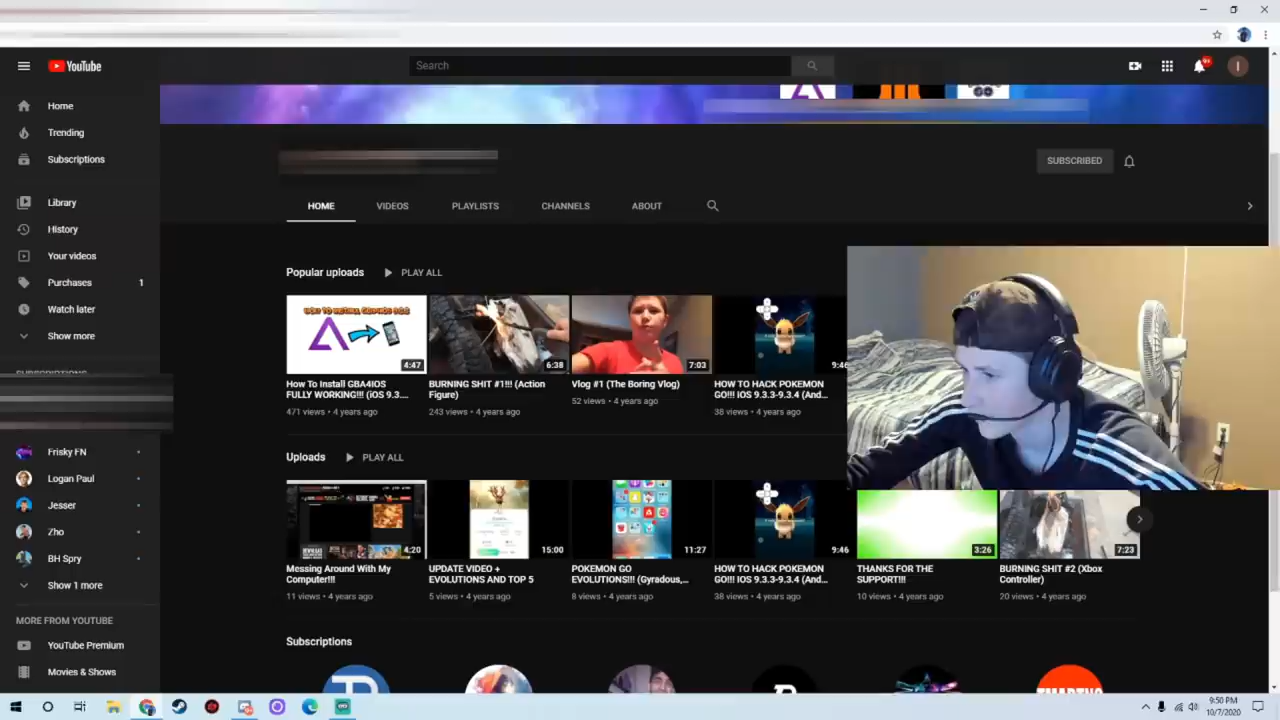 YouTube
Search
Home
Trending
Subscriptions
Library
History
Your videos
Purchases 1
Watch later
Show more
Frisky FN
Logan Paul
Jesser
Zho
BH Spry
Show 1 more
MORE FROM YOUTUBE
YouTube Premium
Movies & Shows
SUBSCRIBED
HOME VIDEOS PLAYLISTS CHANNELS ABOUT
Popular uploads PLAY ALL
HOW TO INSTALL GBA4IOS
4:47 6:38 7:03 9:46
How To Install GBA4IOS
FULLY WORKING!!! (iOS 9.3....
471 views • 4 years ago
BURNING SHIT #1!!! (Action
Figure)
243 views • 4 years ago
Vlog #1 (The Boring Vlog)
52 views • 4 years ago
HOW TO HACK POKEMON
GO!!! IOS 9.3.3-9.3.4 (And...
38 views • 4 years ago
Uploads PLAY ALL
4:20 15:00 11:27 9:46 3:26 7:23
Messing Around With My
Computer!!!
11 views • 4 years ago
UPDATE VIDEO +
EVOLUTIONS AND TOP 5
5 views • 4 years ago
POKEMON GO
EVOLUTIONS!!! (Gyradous,...
8 views • 4 years ago
HOW TO HACK POKEMON
GO!!! IOS 9.3.3-9.3.4 (And...
38 views • 4 years ago
THANKS FOR THE
SUPPORT!!!
10 views • 4 years ago
BURNING SHIT #2 (Xbox
Controller)
20 views • 4 years ago
Subscriptions
9+
I
9:50 PM
10/7/2020